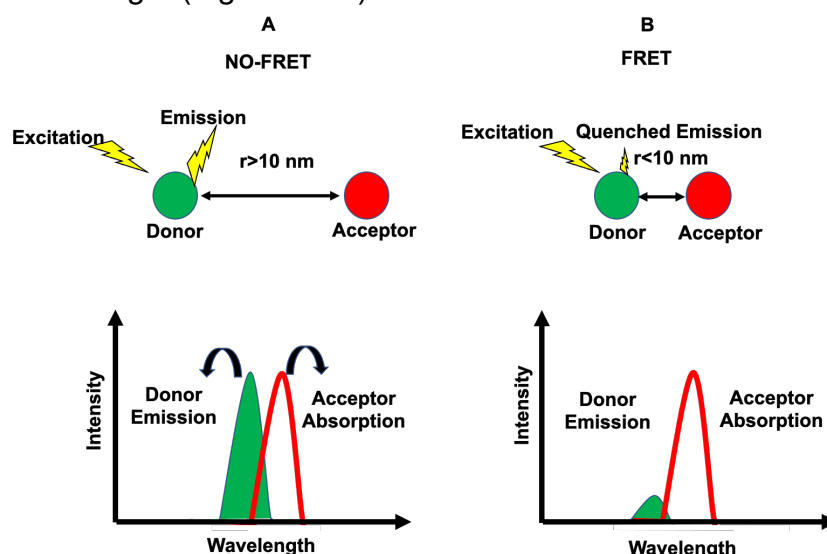 A
B
NO-FRET
FRET
Excitation
Emission
r>10 nm
Donor
Acceptor
Excitation
Quenched Emission
r<10 nm
Donor
Acceptor
Intensity
Donor
Emission
Acceptor
Absorption
Wavelength
Intensity
Donor
Emission
Acceptor
Absorption
Wavelength